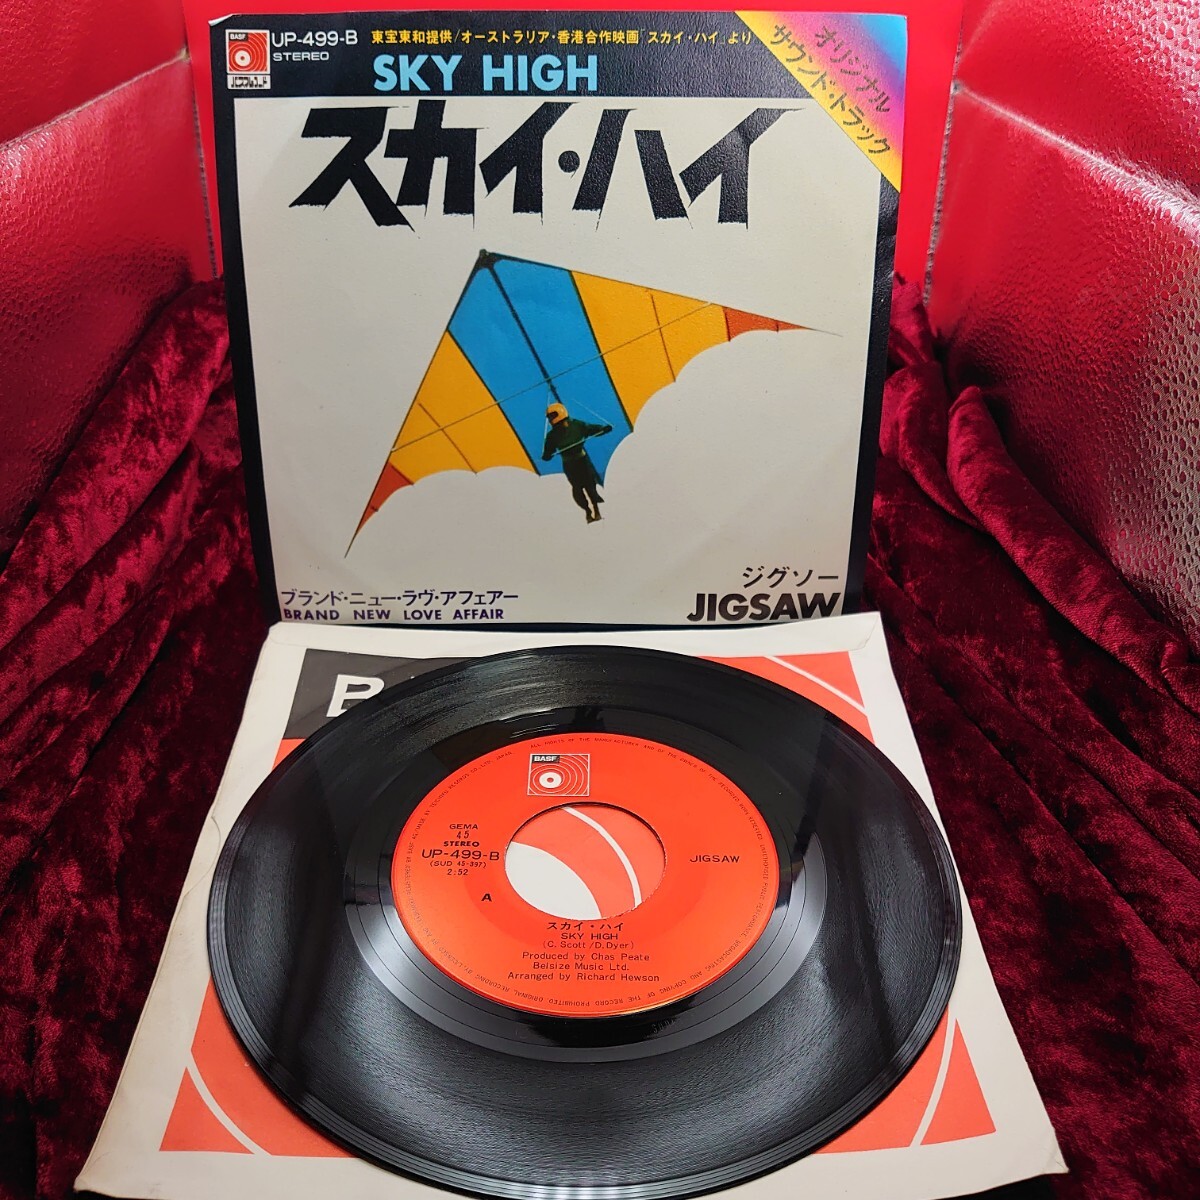 BASF
UP-499-B
STEREO
東宝東和提供/オーストラリア・香港合作映画「スカイ・ハイ」より
オリジナル
サウンド・トラック
SKY HIGH
スカイ・ハイ
ブランド・ニュー・ラヴ・アフェアー
BRAND NEW LOVE AFFAIR
ジグソー
JIGSAW
B
BASF
GEMA
45
STEREO
UP-499-B
(SUD 45-397)
2:52
A
JIGSAW
スカイ・ハイ
SKY HIGH
(C. Scott/D. Dyer)
Produced by Chas Peate
Belsize Music Ltd.
Arranged by Richard Hewson